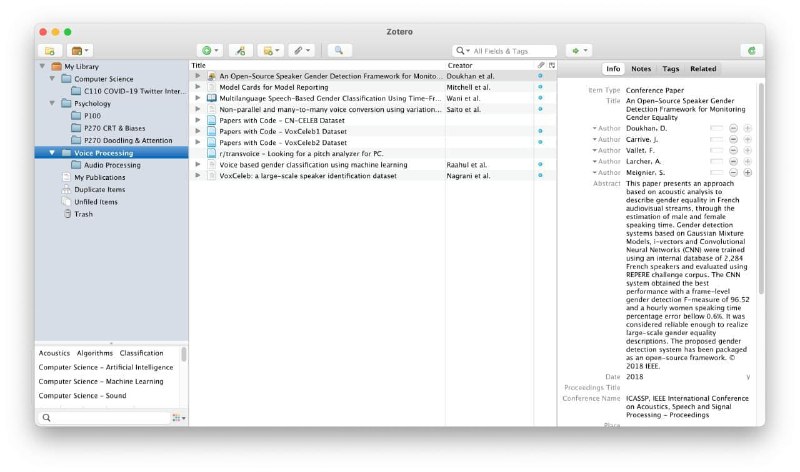 Zotero
All Fields & Tags
My Library
Computer Science
C110 COVID-19 Twitter Inter...
Psychology
P100
P270 CRT & Biases
P270 Doodling & Attention
Voice Processing
Audio Processing
My Publications
Duplicate Items
Unfiled Items
Trash
Acoustics Algorithms Classification
Computer Science - Artificial Intelligence
Computer Science - Machine Learning
Computer Science - Sound
Title Creator
An Open-Source Speaker Gender Detection Framework for Monito... Doukhan et al.
Model Cards for Model Reporting Mitchell et al.
Multilanguage Speech-Based Gender Classification Using Time-Fr... Wani et al.
Non-parallel and many-to-many voice conversion using variation... Saito et al.
Papers with Code - CN-CELEB Dataset
Papers with Code - VoxCeleb1 Dataset
Papers with Code - VoxCeleb2 Dataset
r/transvoice - Looking for a pitch analyzer for PC.
Voice based gender classification using machine learning Raahul et al.
VoxCeleb: a large-scale speaker identification dataset Nagrani et al.
Info Notes Tags Related
Item Type Conference Paper
Title An Open-Source Speaker Gender
Detection Framework for Monitoring
Gender Equality
Author Doukhan, D.
Author Carrive, J.
Author Vallet, F.
Author Larcher, A.
Author Meignier, S.
Abstract This paper presents an approach
based on acoustic analysis to
describe gender equality in French
audiovisual streams, through the
estimation of male and female
speaking time. Gender detection
systems based on Gaussian Mixture
Models, i-vectors and Convolutional
Neural Networks (CNN) were trained
using an internal database of 2,284
French speakers and evaluated using
REPERE challenge corpus. The CNN
system obtained the best
performance with a frame-level
gender detection F-measure of 96.52
and a hourly women speaking time
percentage error bellow 0.6%. It was
considered reliable enough to realize
large-scale gender equality
descriptions. The proposed gender
detection system has been packaged
as an open-source framework. ©
2018 IEEE.
Date 2018 y
Proceedings Title
Conference Name ICASSP, IEEE International Conference
on Acoustics, Speech and Signal
Processing - Proceedings